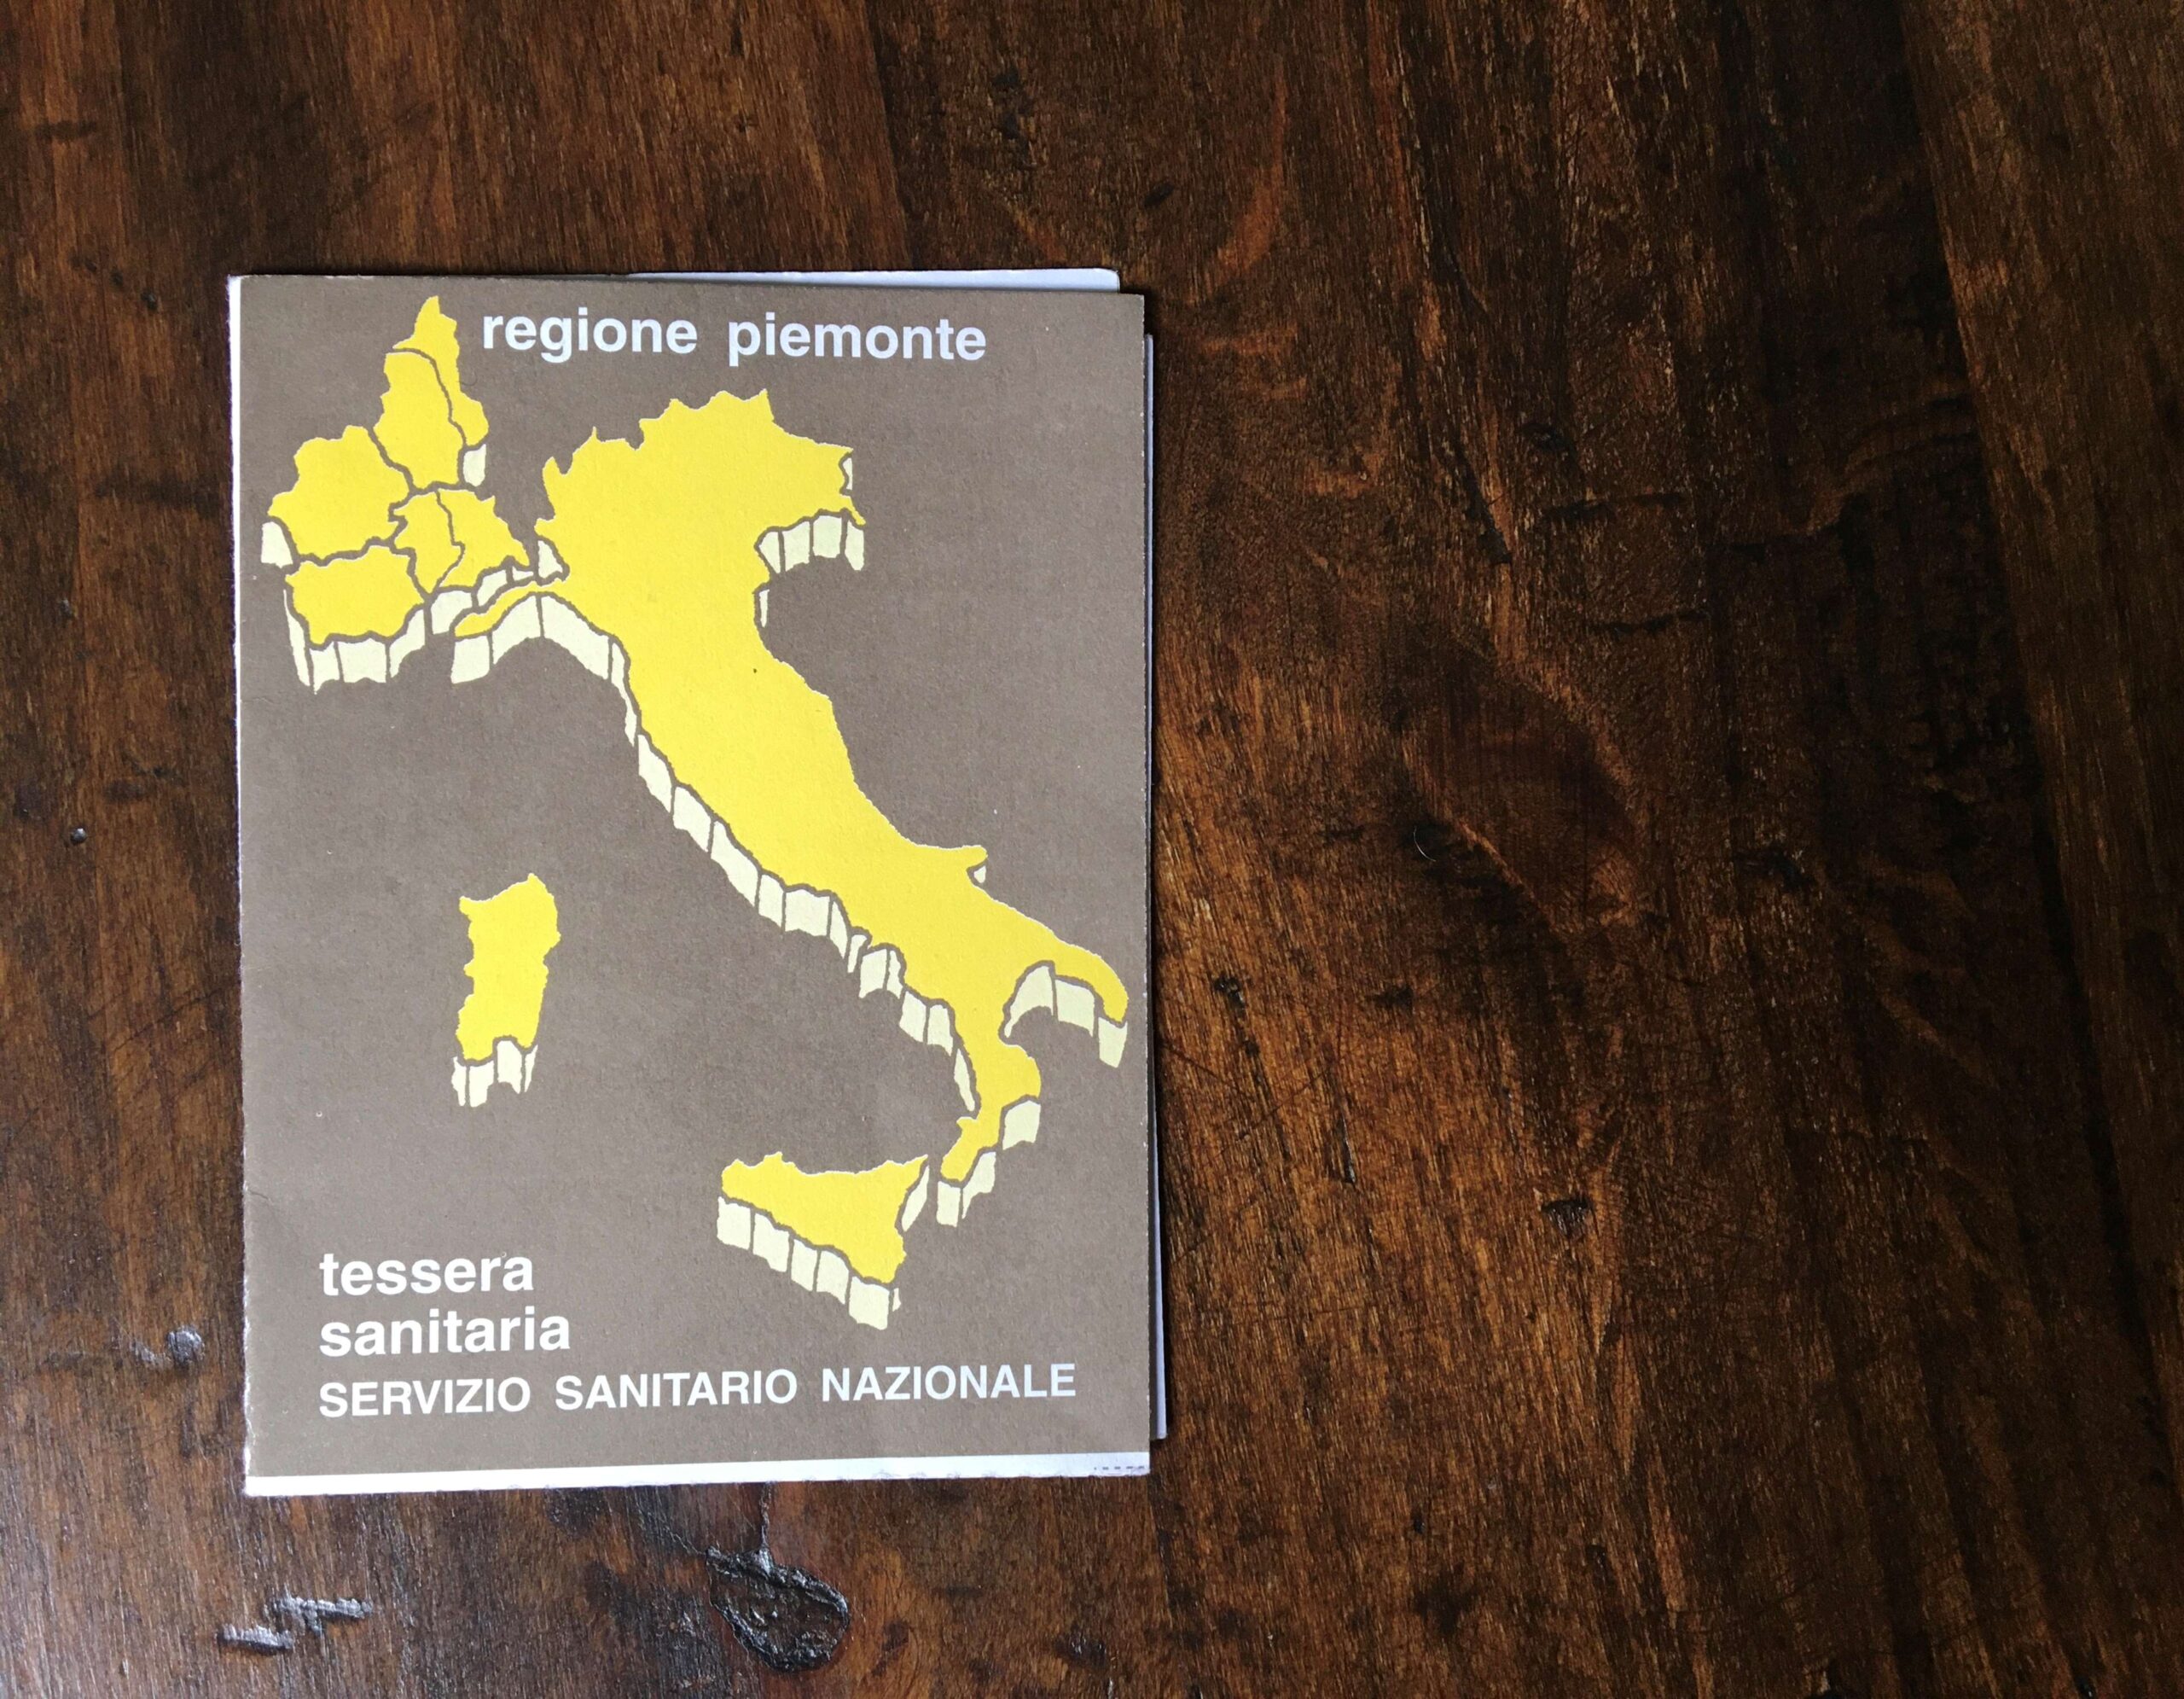 regione piemonte
tessera
sanitaria
SERVIZIO SANITARIO NAZIONALE